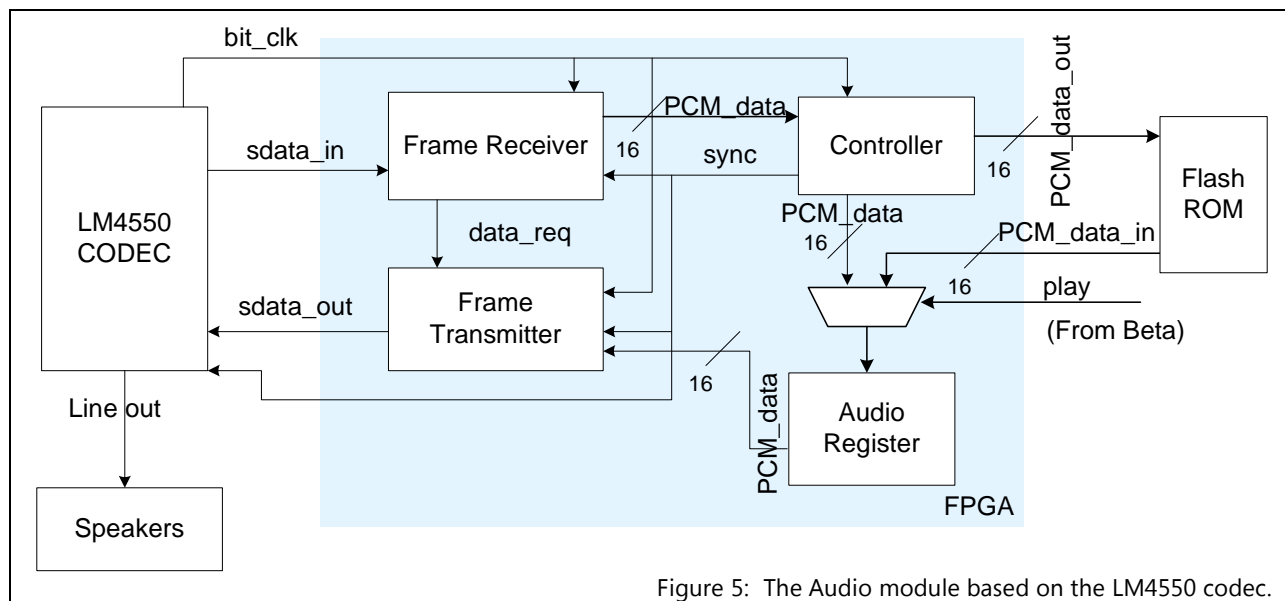 bit_clk
PCM_data_out
PCM_data
Frame Receiver
Controller
16
sdata_in
sync
16
Flash
ROM
LM4550
CODEC
PCM_data
data_req
16
PCM_data_in
16
play
Frame
Transmitter
sdata_out
(From Beta)
16
Line out
PCM_data
Audio
Register
FPGA
Speakers
Figure 5: The Audio module based on the LM4550 codec.